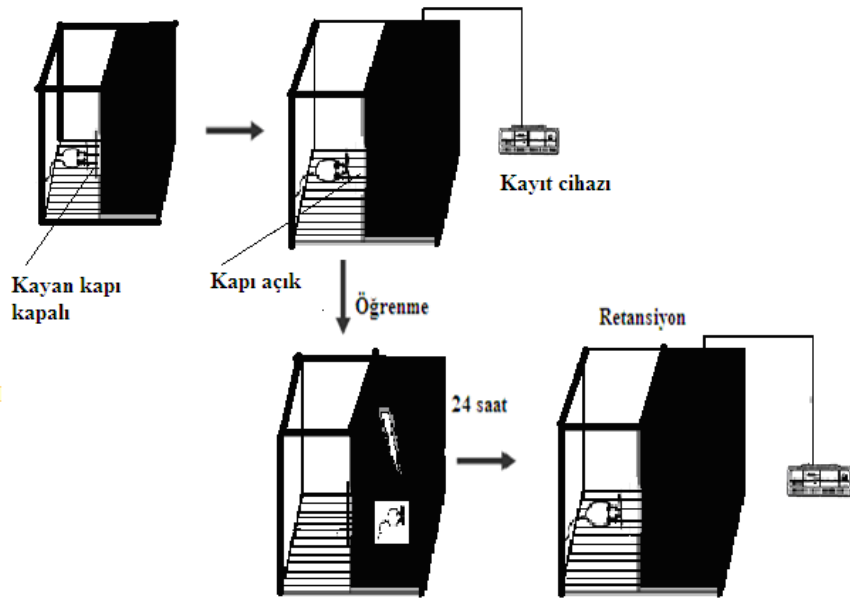 Kayıt cihazı
Kayan kapı
kapalı
Kapı açık
Öğrenme
Retansiyon
24 saat